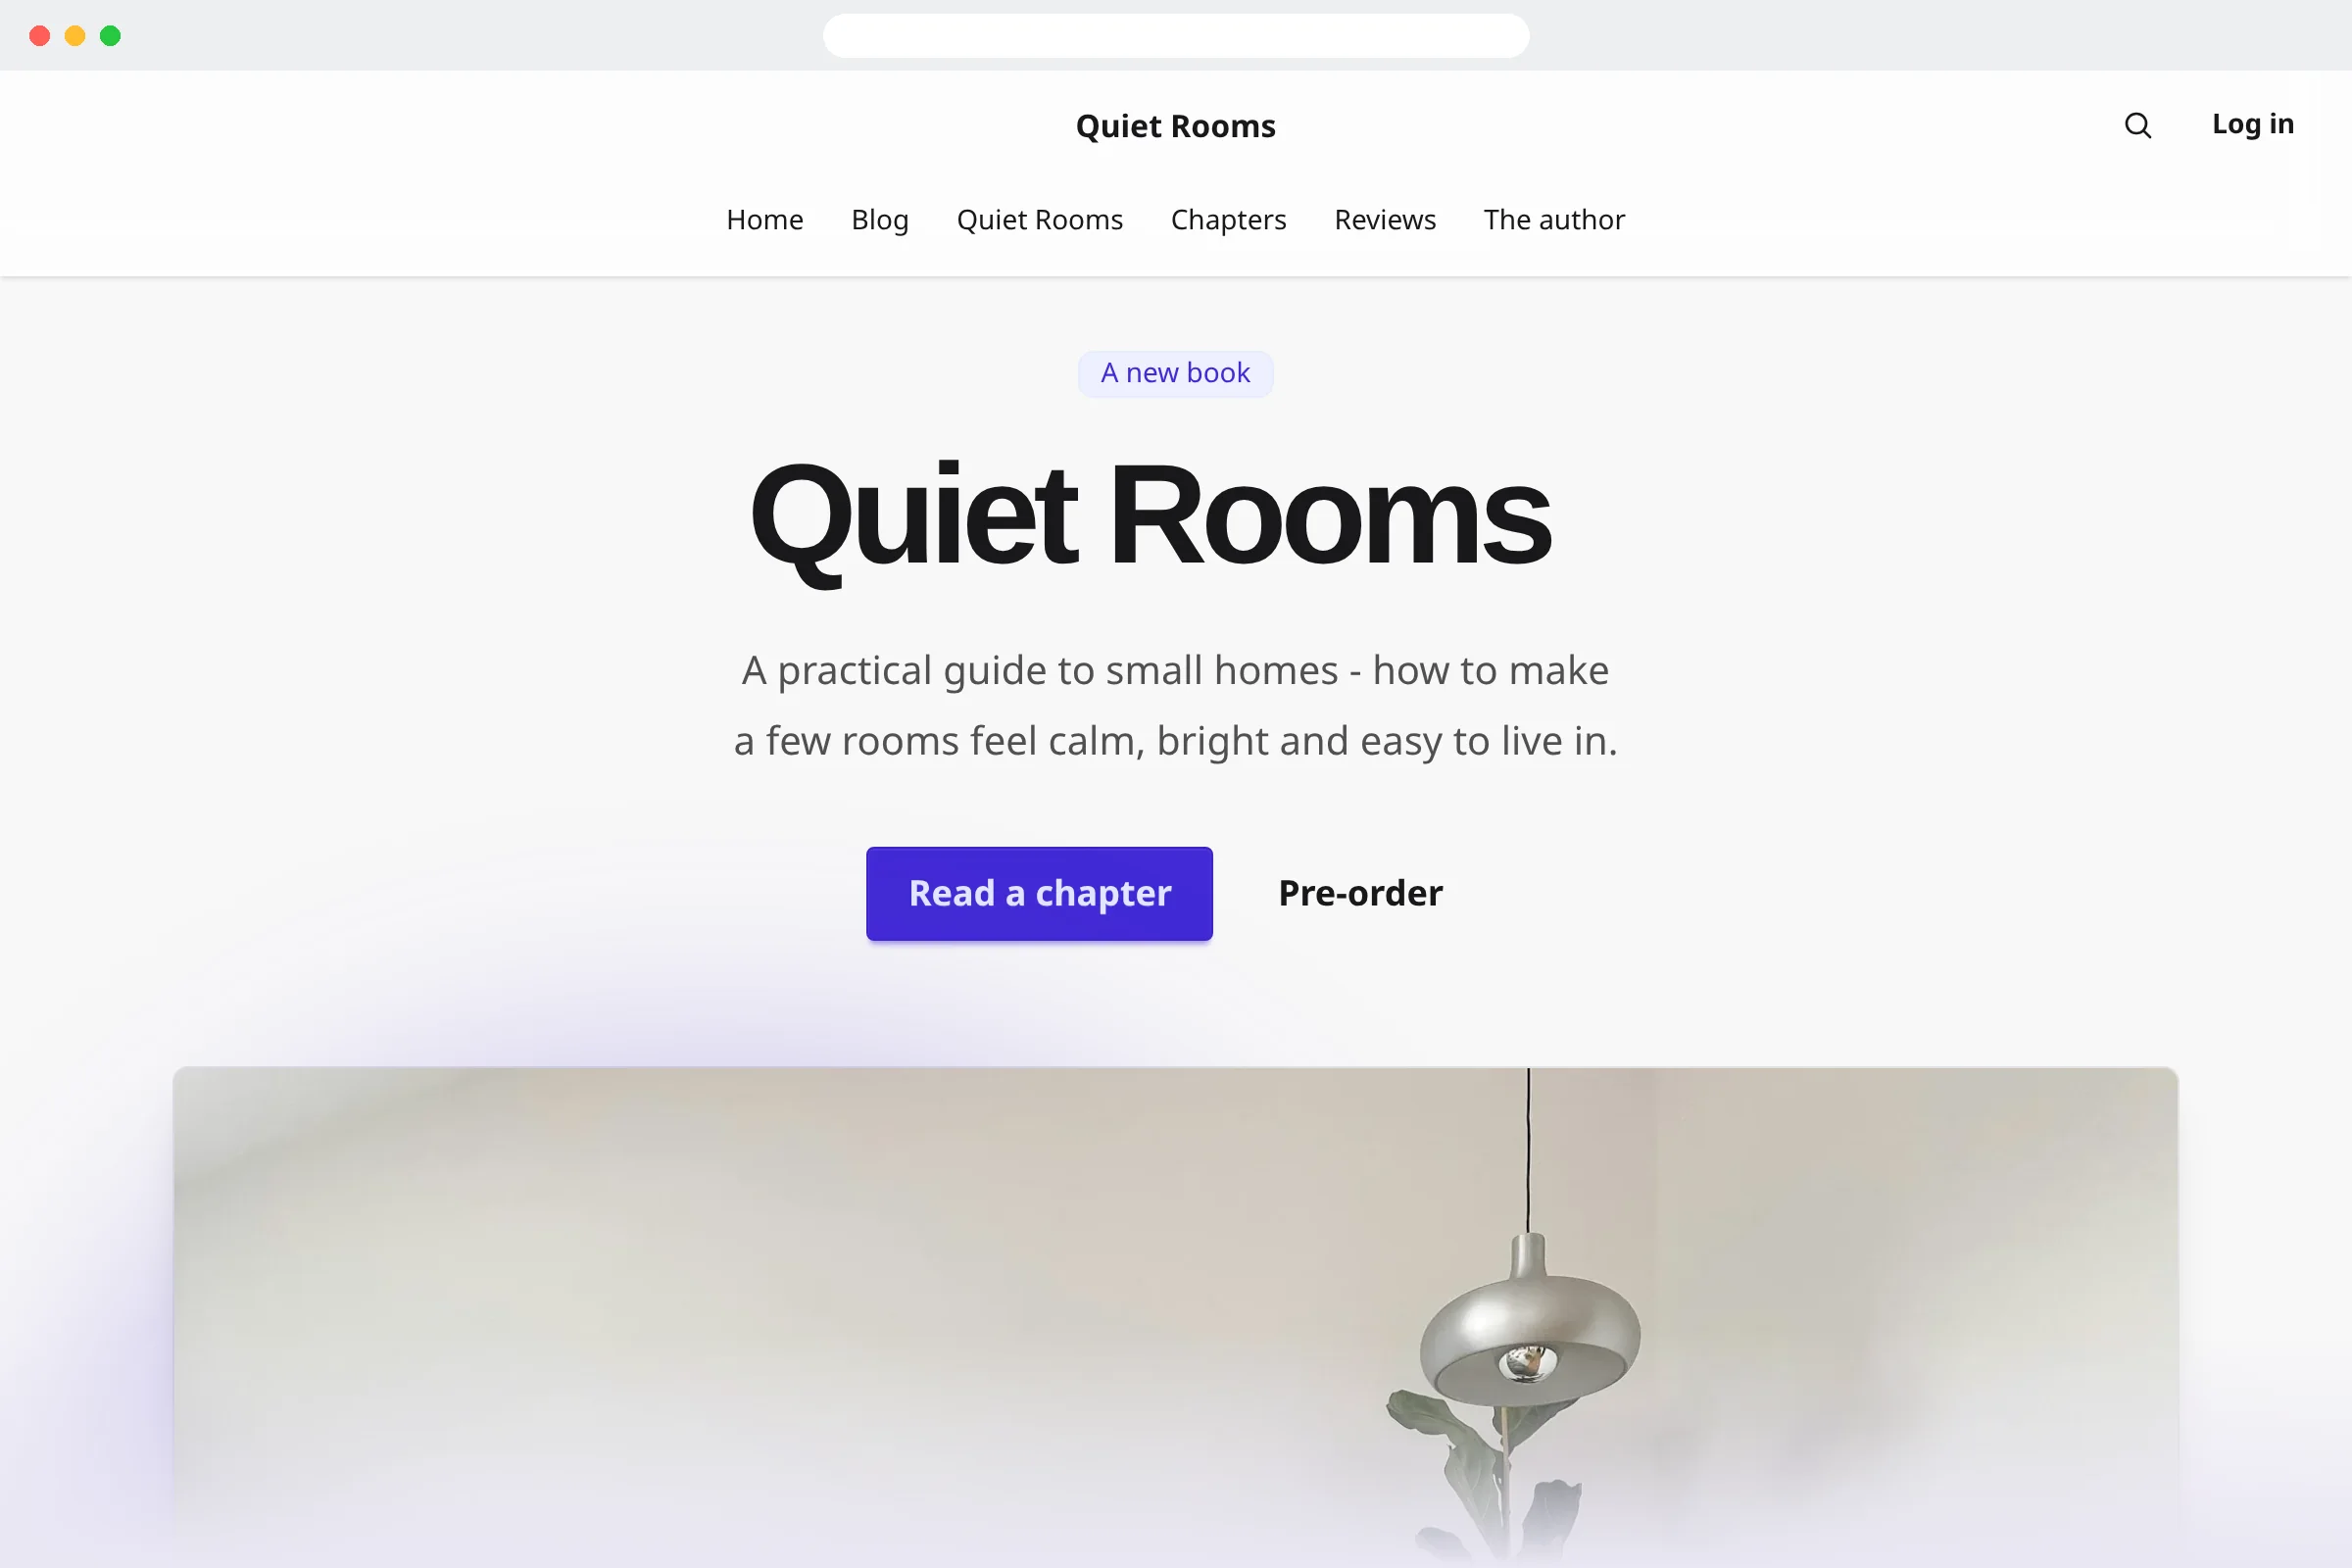 Quiet Rooms
Log in
Home Blog Quiet Rooms Chapters Reviews The author
A new book
Quiet Rooms
A practical guide to small homes - how to make
a few rooms feel calm, bright and easy to live in.
Read a chapter Pre-order